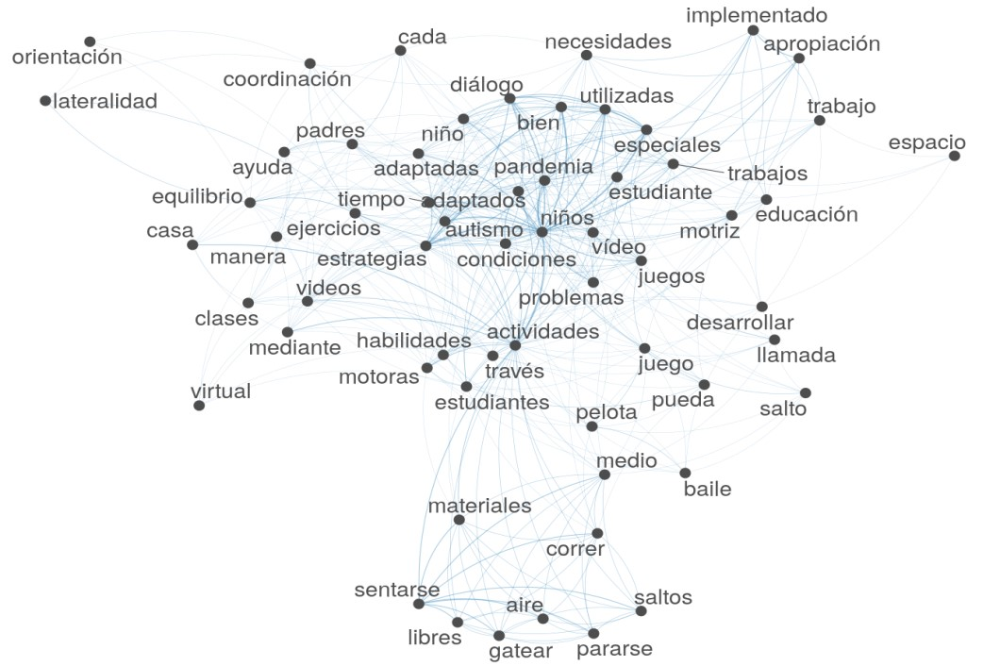 implementado
cada
necesidades
apropiación
orientación
coordinación
diálogo
utilizadas
lateralidad
trabajo
padres
niño
bien
especiales
espacio
ayuda
adaptadas
pandemia
trabajos
equilibrio
tiempo
adaptados
estudiante
educación
casa
ejercicios
autismo
niños
motriz
manera
estrategias
condiciones
vídeo
juegos
videos
problemas
clases
desarrollar
mediante
habilidades
actividades
llamada
motoras
través
juego
virtual
estudiantes
pelota
pueda
salto
medio
baile
materiales
correr
sentarse
aire
saltos
libres
gatear
pararse